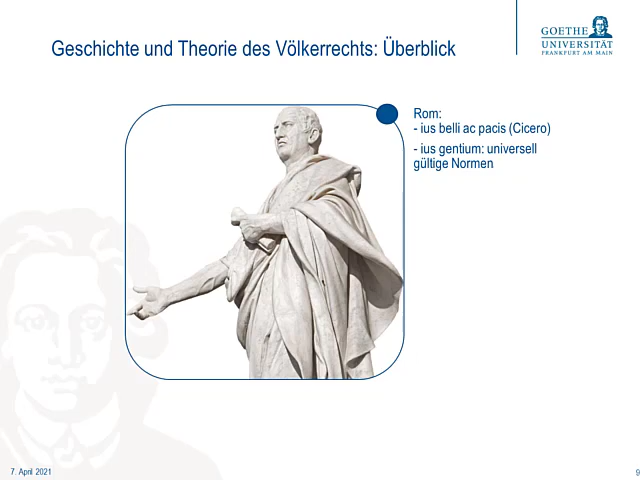 Geschichte und Theorie des Völkerrechts: Überblick
GOETHE
UNIVERSITÄT
FRANKFURT AM MAIN
Rom:
- ius belli ac pacis (Cicero)
- ius gentium: universell
gültige Normen
7. April 2021
9